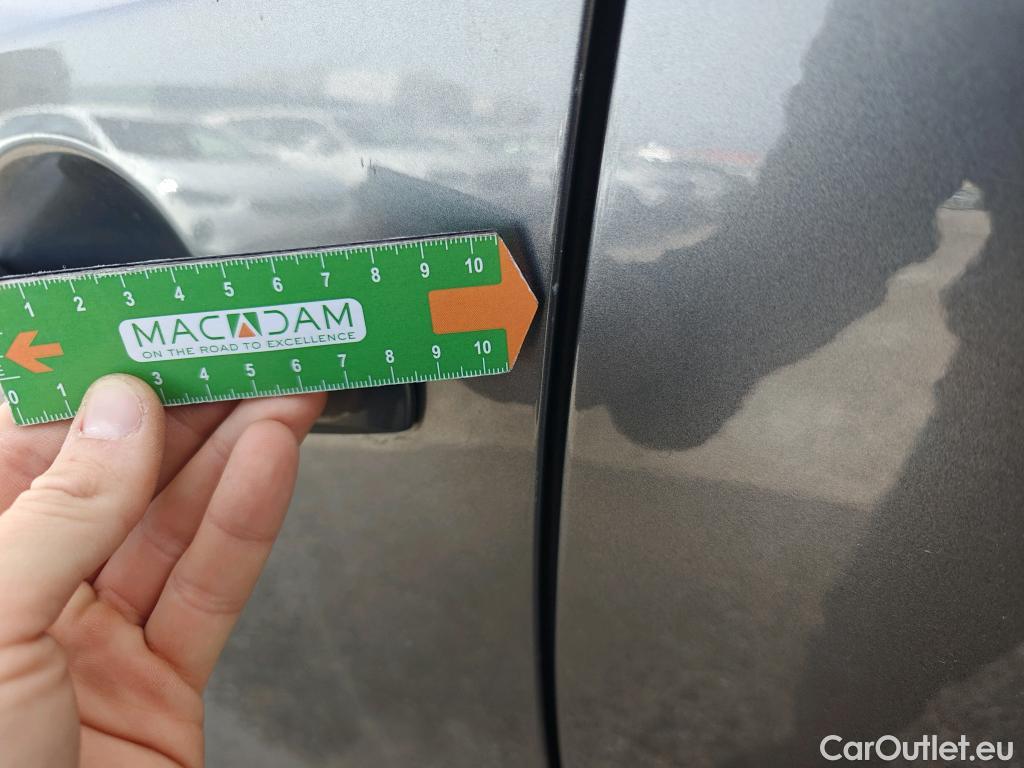 1 2 3 4 5 6 7 8 9 10
MACADAM
ON THE ROAD TO EXCELLENCE
0 1 3 4 5 6 7 8 9 10
CarOutlet.eu